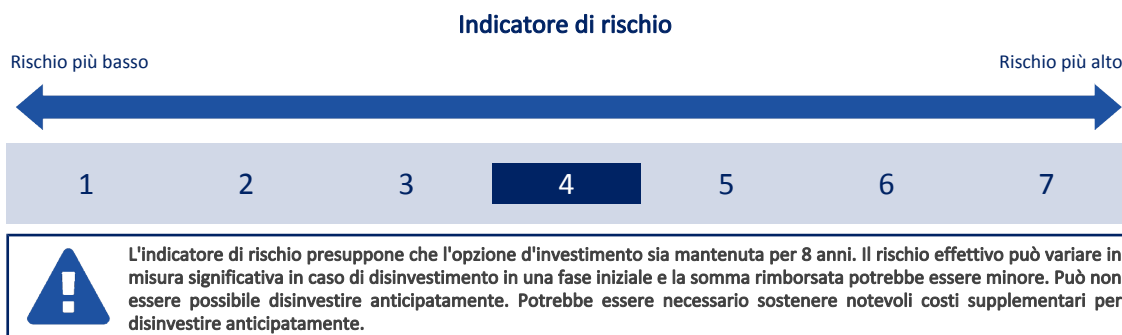 Indicatore di rischio
Rischio più basso
Rischio più alto
1 2 3 4 5 6 7
L'indicatore di rischio presuppone che l'opzione d'investimento sia mantenuta per 8 anni. Il rischio effettivo può variare in
misura significativa in caso di disinvestimento in una fase iniziale e la somma rimborsata potrebbe essere minore. Può non
essere possibile disinvestire anticipatamente. Potrebbe essere necessario sostenere notevoli costi supplementari per
disinvestire anticipatamente.